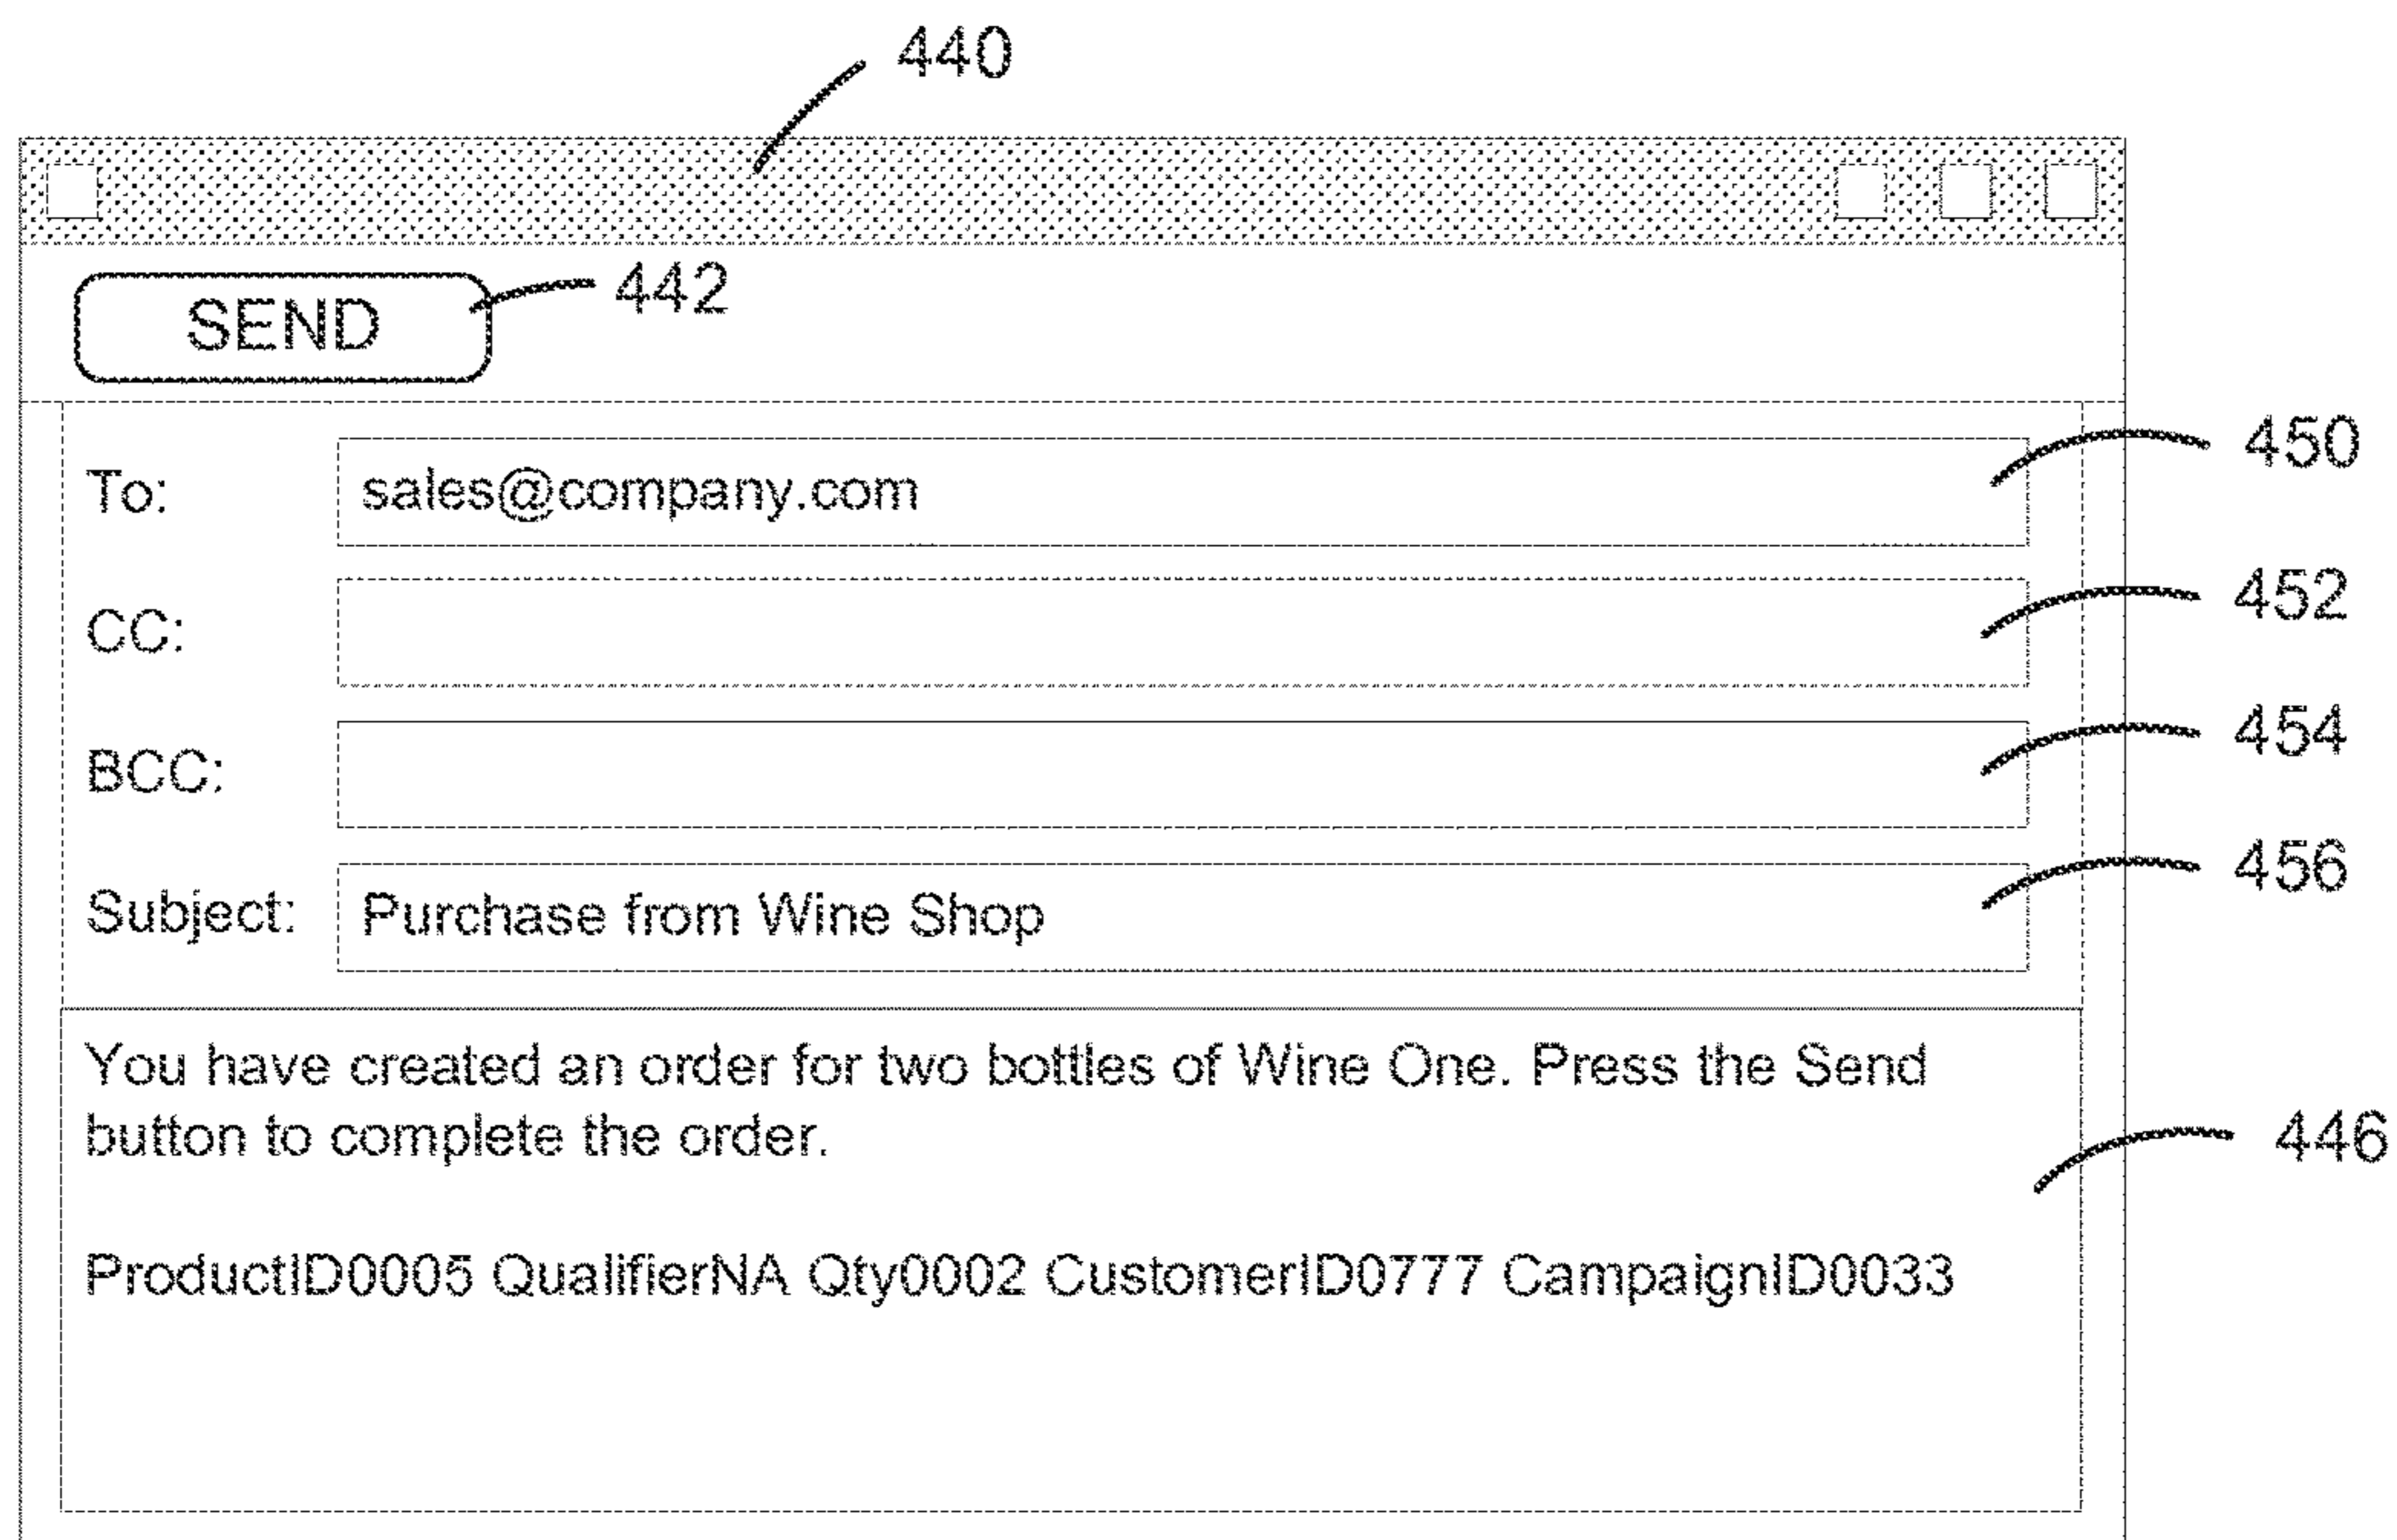 440
SEND 442
To: sales@company.com 450
CC: 452
BCC: 454
Subject: Purchase from Wine Shop 456
You have created an order for two bottles of Wine One. Press the Send
button to complete the order.
446
ProductID0005 QualifierNA Qty0002 CustomerID0777 CampaignID0033